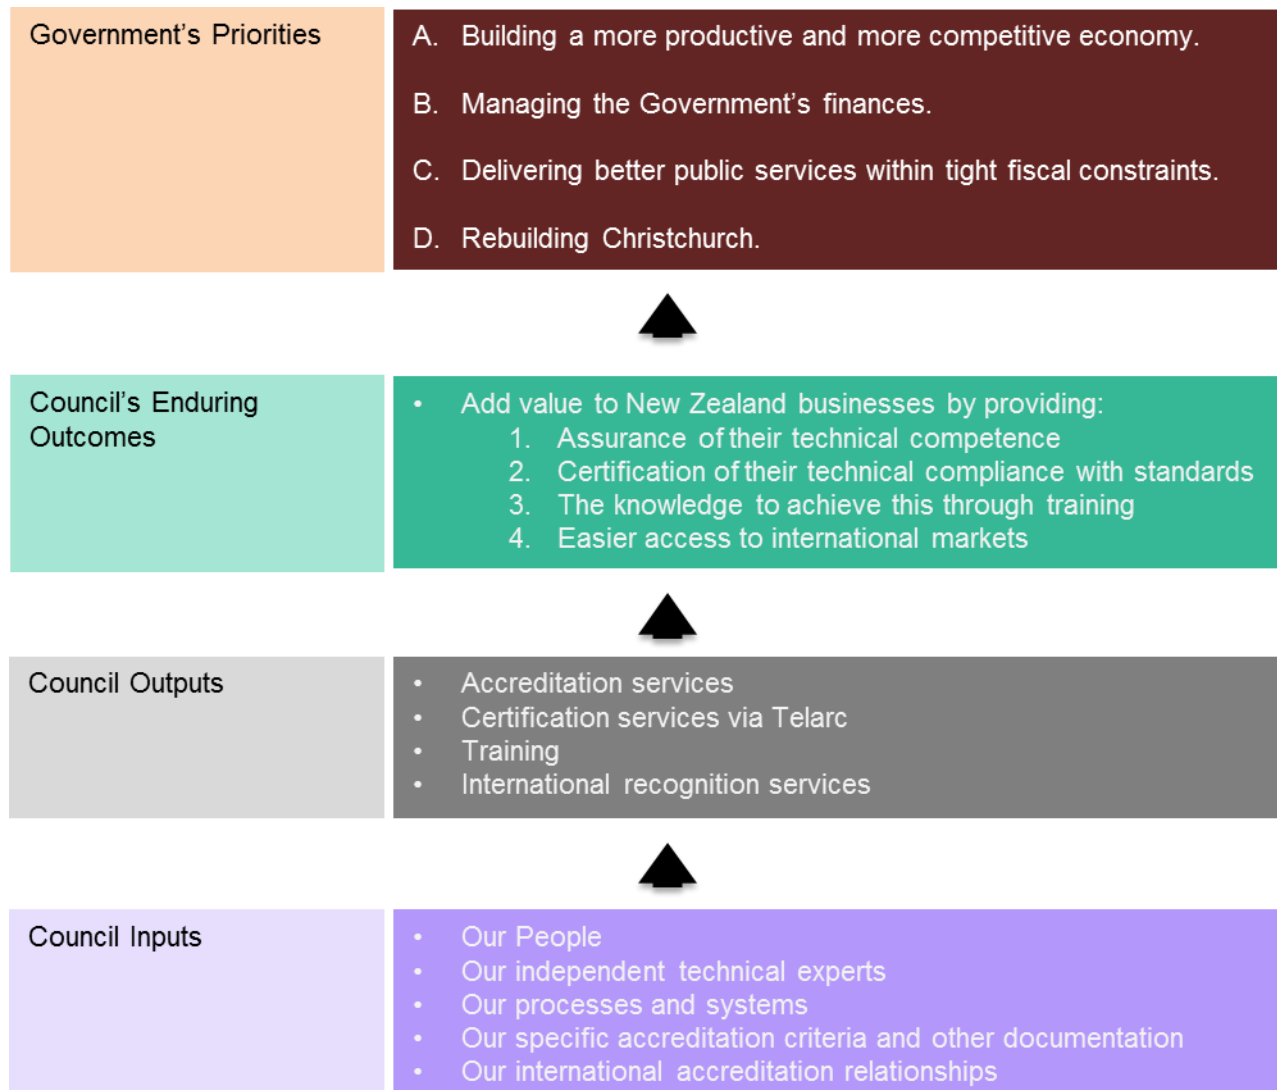 Government's Priorities
A. Building a more productive and more competitive economy.
B. Managing the Government's finances.
C. Delivering better public services within tight fiscal constraints.
D. Rebuilding Christchurch.
Council's Enduring
Outcomes
• Add value to New Zealand businesses by providing:
1. Assurance of their technical competence
2. Certification of their technical compliance with standards
3. The knowledge to achieve this through training
4. Easier access to international markets
Council Outputs
• Accreditation services
• Certification services via Telarc
• Training
• International recognition services
Council Inputs
• Our People
• Our independent technical experts
• Our processes and systems
• Our specific accreditation criteria and other documentation
• Our international accreditation relationships